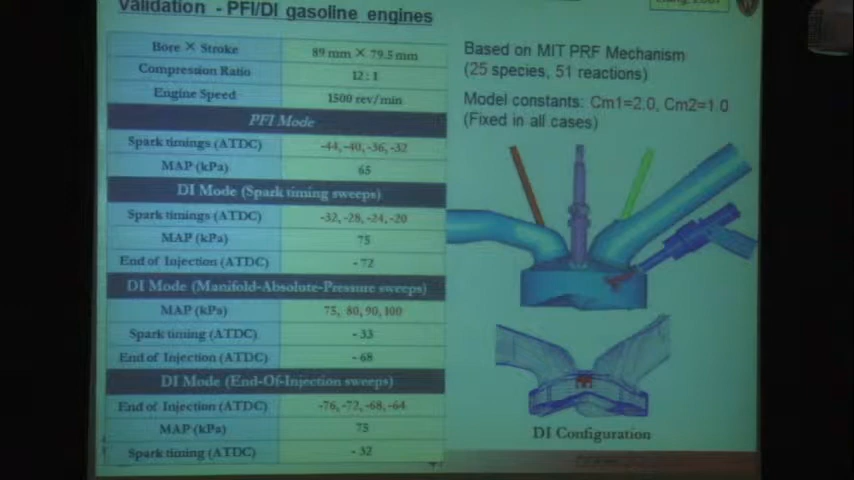 Validation - PFI/DI gasoline engines
Bore × Stroke 89 mm × 79.5 mm
Compression Ratio 12 : 1
Engine Speed 1500 rev/min
PFI Mode
Spark timings (ATDC) -44, -40, -36, -32
MAP (kPa) 65
DI Mode (Spark timing sweeps)
Spark timings (ATDC) -32, -28, -24, -20
MAP (kPa) 75
End of Injection (ATDC) - 72
DI Mode (Manifold-Absolute-Pressure sweeps)
MAP (kPa) 75, 80, 90, 100
Spark timing (ATDC) - 33
End of Injection (ATDC) - 68
DI Mode (End-Of-Injection sweeps)
End of Injection (ATDC) -76, -72, -68, -64
MAP (kPa) 75
Spark timing (ATDC) - 32
Based on MIT PRF Mechanism
(25 species, 51 reactions)
Model constants: Cm1=2.0, Cm2=1.0
(Fixed in all cases)
DI Configuration